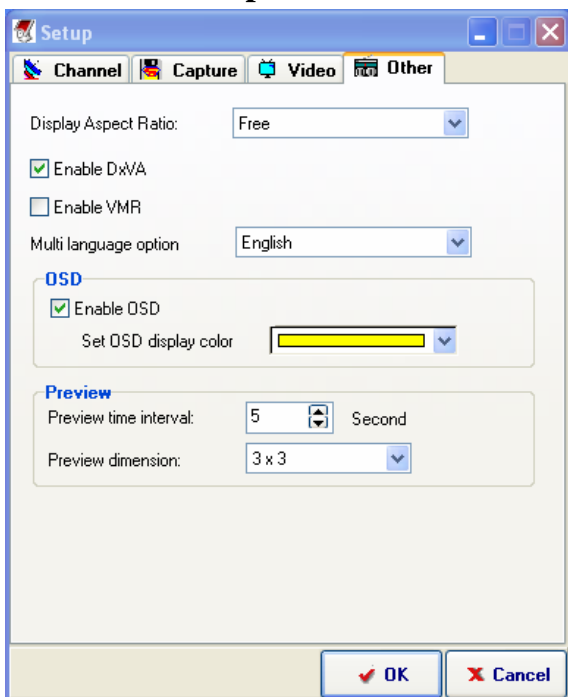 Setup
Channel Capture Video Other
Display Aspect Ratio: Free
Enable DxVA
Enable VMR
Multi language option English
OSD
Enable OSD
Set OSD display color
Preview
Preview time interval: 5 Second
Preview dimension: 3 x 3
OK Cancel